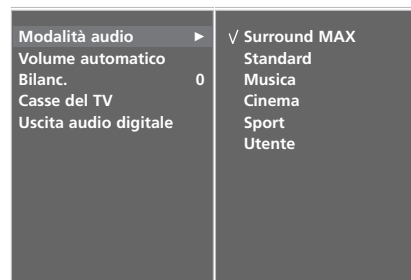 Modalità audio ►
Volume automatico
Bilanc. 0
Casse del TV
Uscita audio digitale
√ Surround MAX
Standard
Musica
Cinema
Sport
Utente